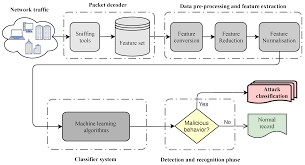 Network traffic
Packet decoder
Data pre-processing and feature extraction
Sniffing
tools
Feature set
Feature
conversion
Feature
Reduction
Feature
Normalisation
Machine learning
algorithms
Yes
Malicious
behavior?
No
Attack
classification
Normal
record
Classifier system
Detection and recognition phase